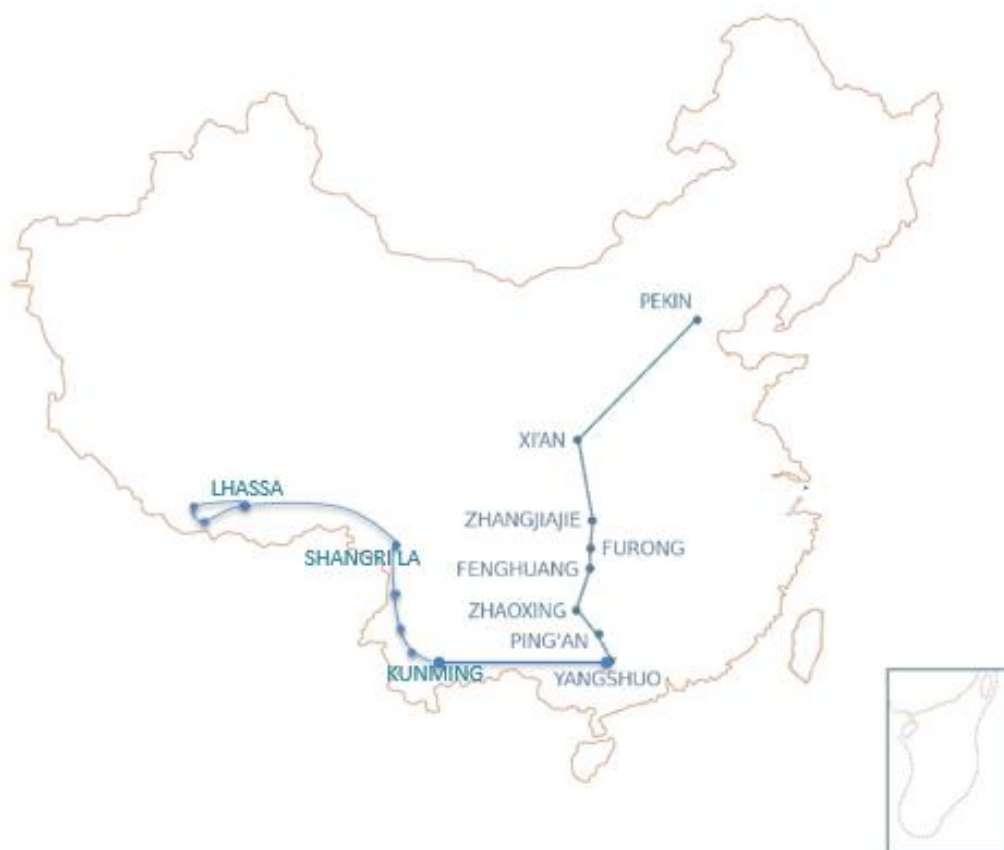 PEKIN
XI'AN
LHASSA
ZHANGJIAJIE
FURONG
SHANGRI LA
FENGHUANG
ZHAOXING
PING'AN
KUNMING
YANGSHUO